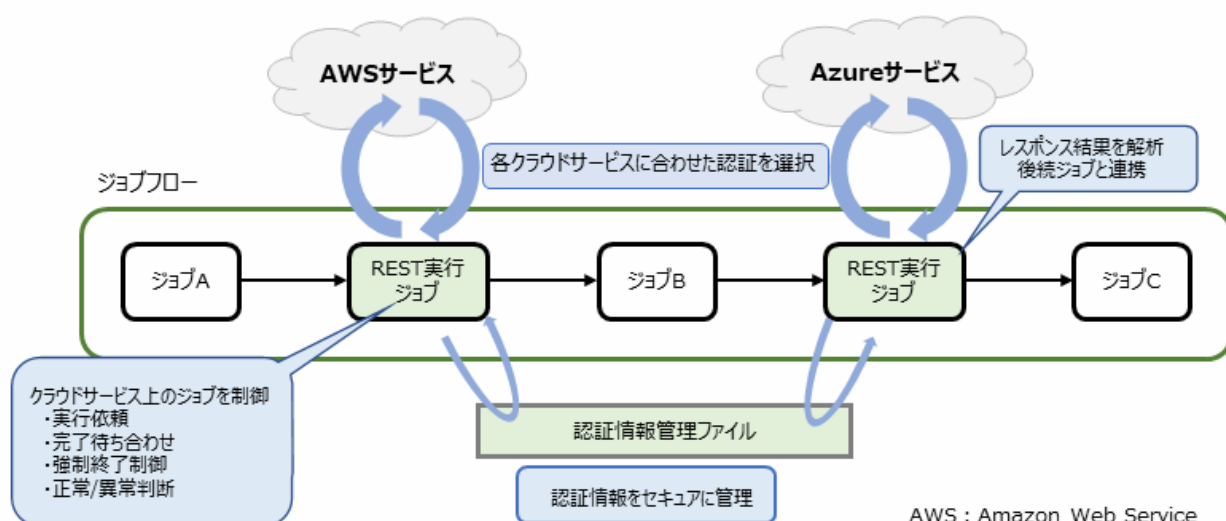 AWSサービス
Azureサービス
各クラウドサービスに合わせた認証を選択
レスポンス結果を解析
後続ジョブと連携
ジョブフロー
ジョブA
REST実行
ジョブ
ジョブB
REST実行
ジョブ
ジョブC
クラウドサービス上のジョブを制御
・実行依頼
・完了待ち合わせ
・強制終了制御
・正常/異常判断
認証情報管理ファイル
認証情報をセキュアに管理
AWS：Amazon Web Service